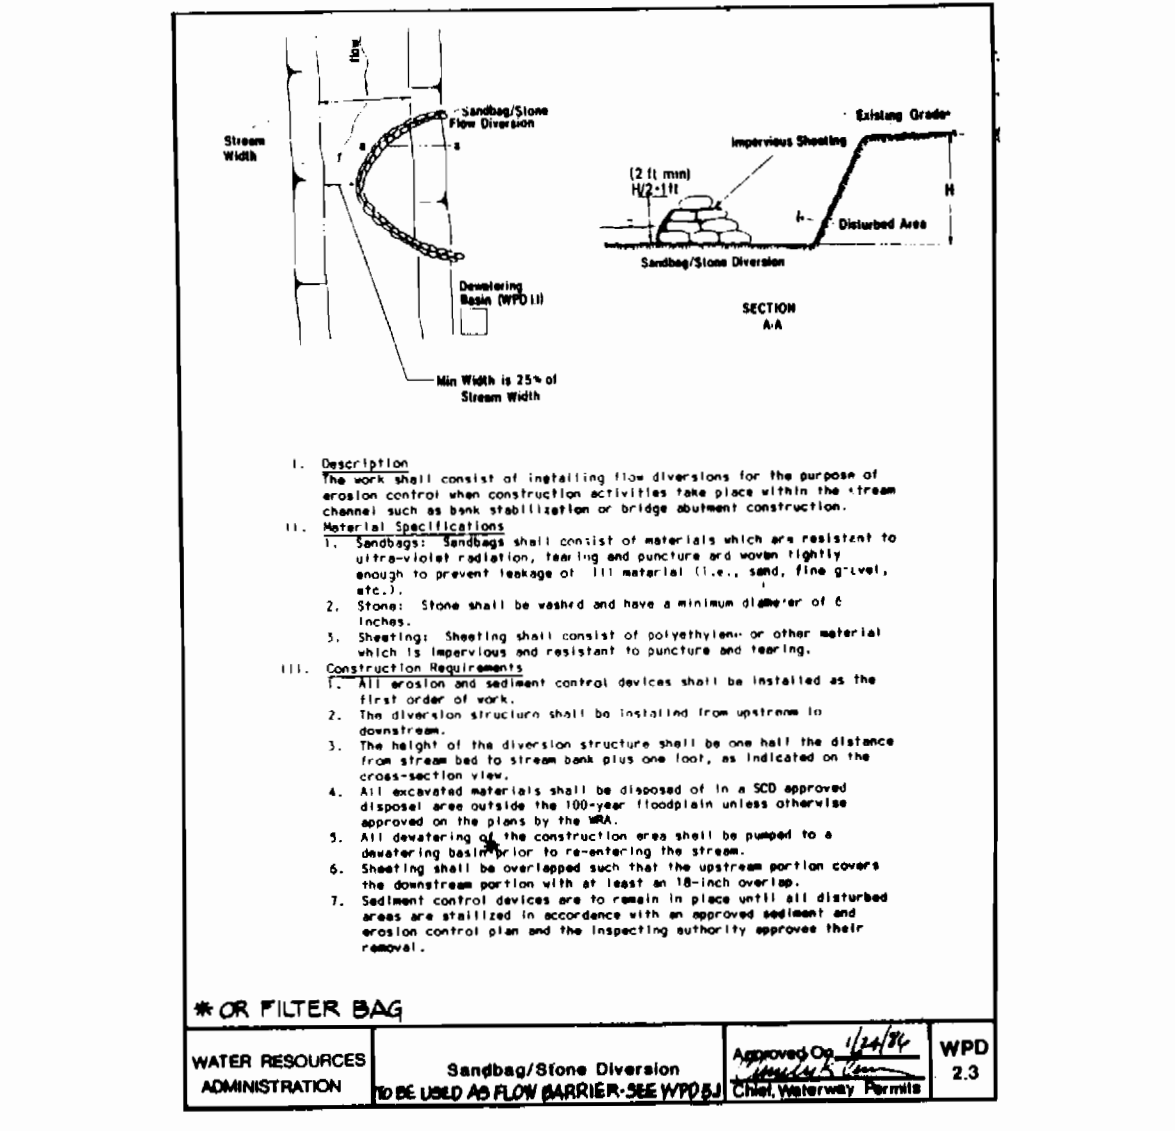 flow
Sandbag/Stone
Flow Diversion
Stream
Width
a
a
Dewatering
Basin (WPD 1.1)
Min Width is 25% of
Stream Width
Existing Grade
Impervious Sheeting
(2 ft min)
H/2+1ft
H
Disturbed Area
Sandbag/Stone Diversion
SECTION
A-A
I. Description
The work shall consist of installing flow diversions for the purpose of
erosion control when construction activities take place within the stream
channel such as bank stabilization or bridge abutment construction.
II. Material Specifications
1. Sandbags: Sandbags shall consist of materials which are resistant to
ultra-violet radiation, tearing and puncture and woven tightly
enough to prevent leakage of fill material (i.e., sand, fine gravel,
etc.).
2. Stone: Stone shall be washed and have a minimum diameter of 6
inches.
3. Sheeting: Sheeting shall consist of polyethylene or other material
which is impervious and resistant to puncture and tearing.
III. Construction Requirements
1. All erosion and sediment control devices shall be installed as the
first order of work.
2. The diversion structure shall be installed from upstream to
downstream.
3. The height of the diversion structure shall be one half the distance
from stream bed to stream bank plus one foot, as indicated on the
cross-section view.
4. All excavated materials shall be disposed of in a SCD approved
disposal area outside the 100-year floodplain unless otherwise
approved on the plans by the WRA.
5. All dewatering of the construction area shall be pumped to a
dewatering basin * prior to re-entering the stream.
6. Sheeting shall be overlapped such that the upstream portion covers
the downstream portion with at least an 18-inch overlap.
7. Sediment control devices are to remain in place until all disturbed
areas are stailized in accordance with an approved sediment and
erosion control plan and the inspecting authority approves their
removal.
* OR FILTER BAG
WATER RESOURCES
ADMINISTRATION
Sandbag/Stone Diversion
TO BE USED AS FLOW BARRIER-SEE WPD
Approved On 1/24/86
Chief, Waterway Permits
WPD
2.3